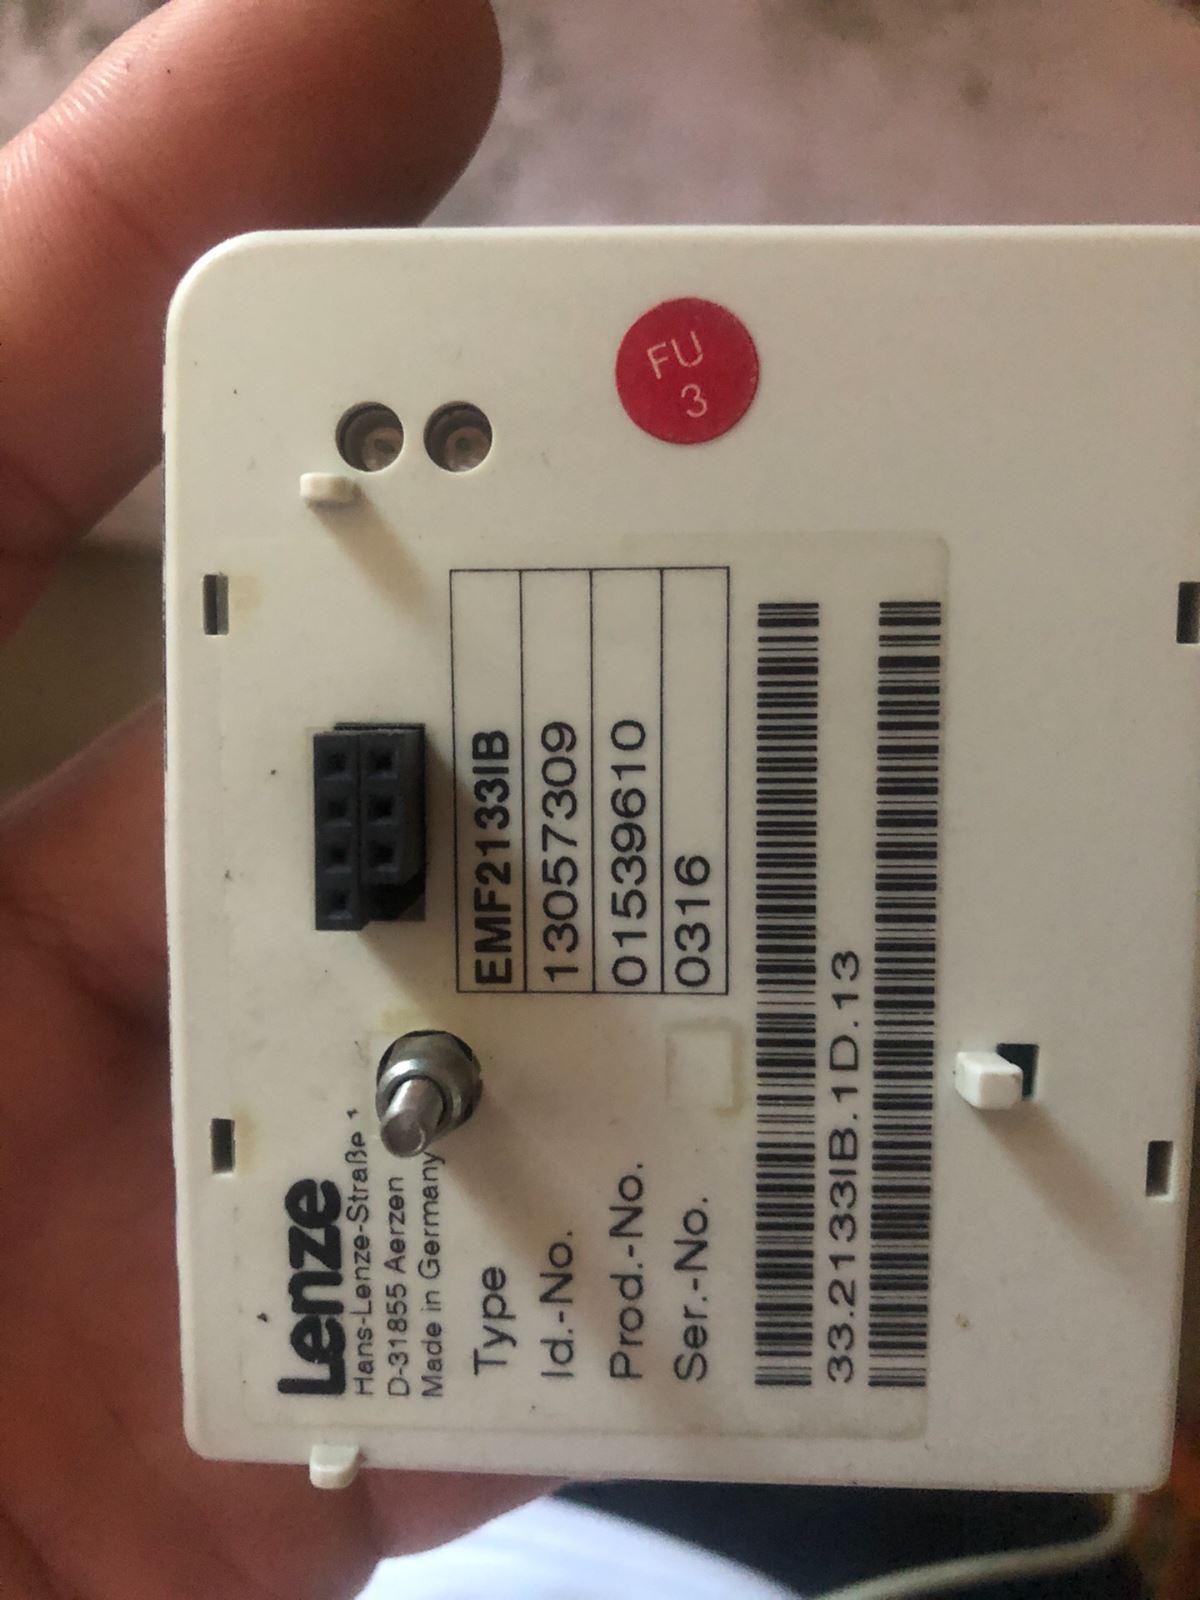 Lenze
Hans-Lenze-Straße 1
D-31855 Aerzen
Made in Germany
Type EMF2133IB
Id.-No. 13057309
Prod.-No. 01539610
Ser.-No. 0316
33.2133IB.1D.13
FU
3